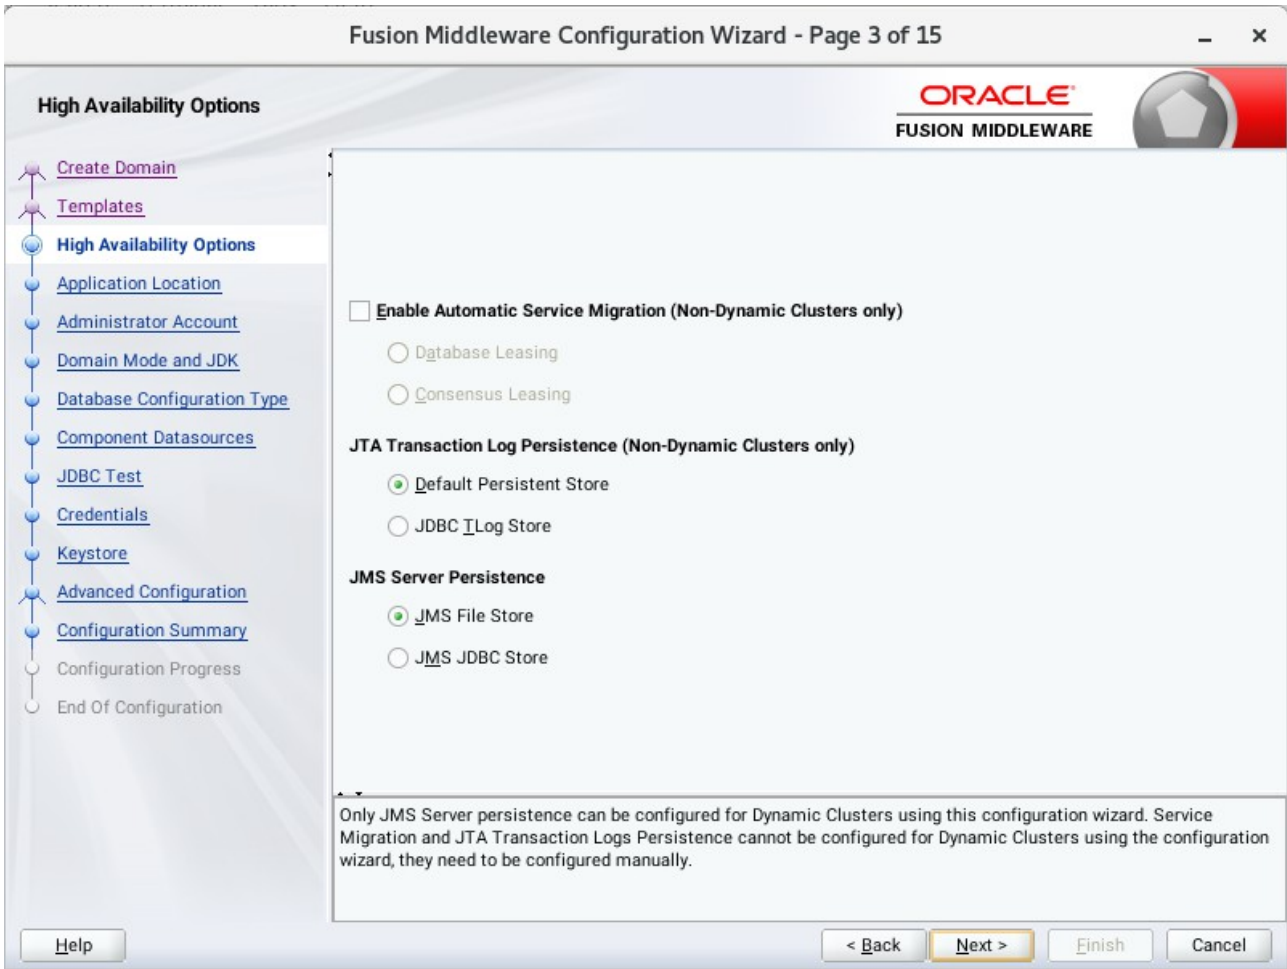 Fusion Middleware Configuration Wizard - Page 3 of 15
High Availability Options
ORACLE
FUSION MIDDLEWARE
Create Domain
Templates
High Availability Options
Application Location
Administrator Account
Domain Mode and JDK
Database Configuration Type
Component Datasources
JDBC Test
Credentials
Keystore
Advanced Configuration
Configuration Summary
Configuration Progress
End Of Configuration
Enable Automatic Service Migration (Non-Dynamic Clusters only)
Database Leasing
Consensus Leasing
JTA Transaction Log Persistence (Non-Dynamic Clusters only)
Default Persistent Store
JDBC TLog Store
JMS Server Persistence
JMS File Store
JMS JDBC Store
Only JMS Server persistence can be configured for Dynamic Clusters using this configuration wizard. Service
Migration and JTA Transaction Logs Persistence cannot be configured for Dynamic Clusters using the configuration
wizard, they need to be configured manually.
Help
< Back
Next >
Finish
Cancel